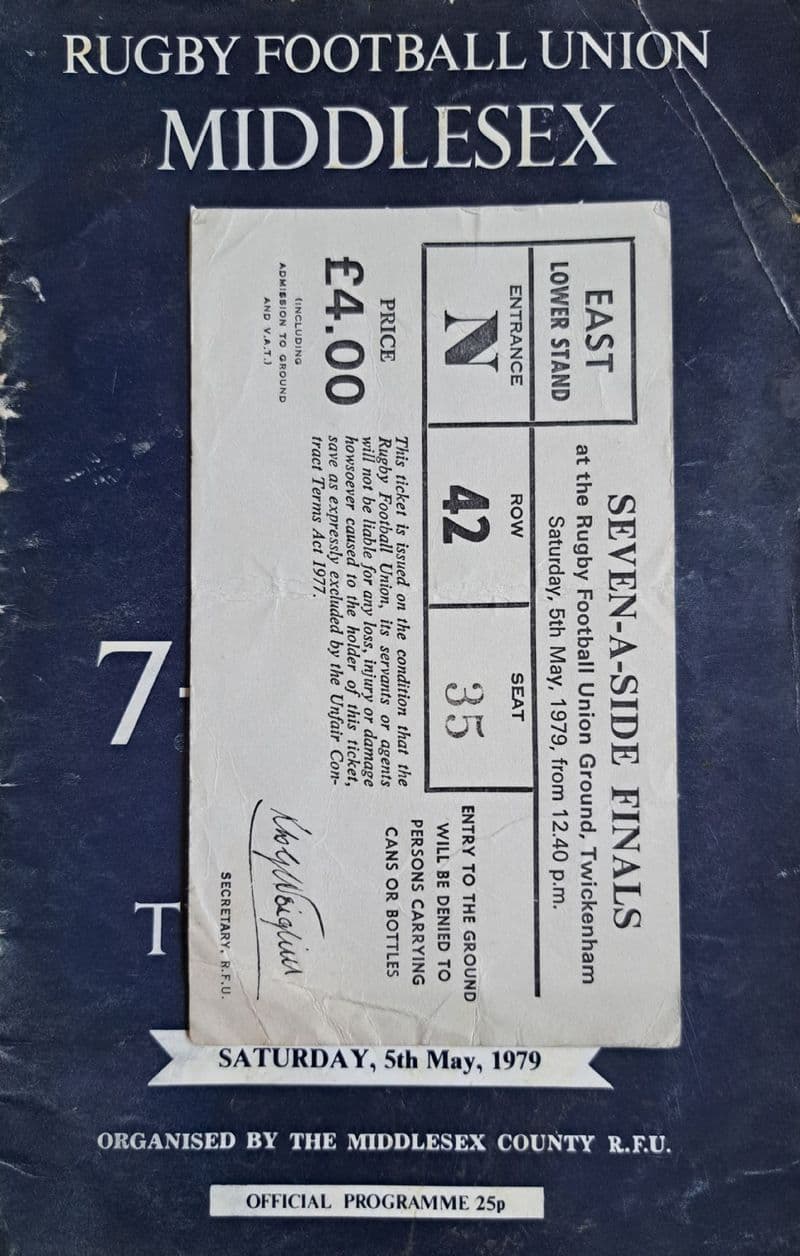 RUGBY FOOTBALL UNION
MIDDLESEX
7-
T
SEVEN-A-SIDE FINALS
at the Rugby Football Union Ground, Twickenham
Saturday, 5th May, 1979, from 12.40 p.m.
EAST
LOWER STAND
ENTRANCE
N
ROW
42
SEAT
35
PRICE
£4.00
(INCLUDING
ADMISSION TO GROUND
AND V.A.T.)
This ticket is issued on the condition that the
Rugby Football Union, its servants or agents
will not be liable for any loss, injury or damage
howsoever caused to the holder of this ticket,
save as expressly excluded by the Unfair Con-
tract Terms Act 1977.
ENTRY TO THE GROUND
WILL BE DENIED TO
PERSONS CARRYING
CANS OR BOTTLES
SECRETARY, R.F.U.
SATURDAY, 5th May, 1979
ORGANISED BY THE MIDDLESEX COUNTY R.F.U.
OFFICIAL PROGRAMME 25p